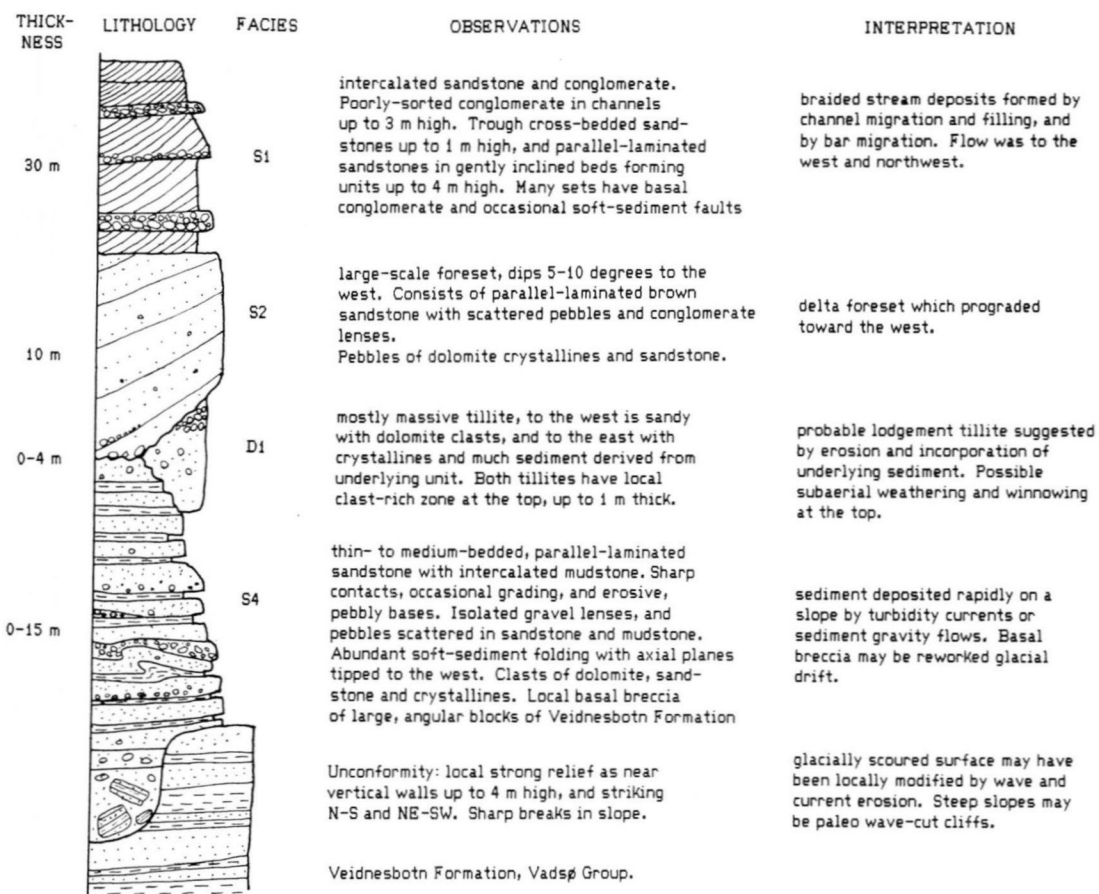 THICK-
NESS
LITHOLOGY
FACIES
OBSERVATIONS
INTERPRETATION
30 m
S1
intercalated sandstone and conglomerate.
Poorly-sorted conglomerate in channels
up to 3 m high. Trough cross-bedded sand-
stones up to 1 m high, and parallel-laminated
sandstones in gently inclined beds forming
units up to 4 m high. Many sets have basal
conglomerate and occasional soft-sediment faults
braided stream deposits formed by
channel migration and filling, and
by bar migration. Flow was to the
west and northwest.
10 m
S2
large-scale foreset, dips 5-10 degrees to the
west. Consists of parallel-laminated brown
sandstone with scattered pebbles and conglomerate
lenses.
Pebbles of dolomite crystallines and sandstone.
delta foreset which prograded
toward the west.
0-4 m
D1
mostly massive tillite, to the west is sandy
with dolomite clasts, and to the east with
crystallines and much sediment derived from
underlying unit. Both tillites have local
clast-rich zone at the top, up to 1 m thick.
probable lodgement tillite suggested
by erosion and incorporation of
underlying sediment. Possible
subaerial weathering and winnowing
at the top.
0-15 m
S4
thin- to medium-bedded, parallel-laminated
sandstone with intercalated mudstone. Sharp
contacts, occasional grading, and erosive,
pebbly bases. Isolated gravel lenses, and
pebbles scattered in sandstone and mudstone.
Abundant soft-sediment folding with axial planes
tipped to the west. Clasts of dolomite, sand-
stone and crystallines. Local basal breccia
of large, angular blocks of Veidnesbotn Formation
sediment deposited rapidly on a
slope by turbidity currents or
sediment gravity flows. Basal
breccia may be reworked glacial
drift.
Unconformity: local strong relief as near
vertical walls up to 4 m high, and striking
N-S and NE-SW. Sharp breaks in slope.
glacially scoured surface may have
been locally modified by wave and
current erosion. Steep slopes may
be paleo wave-cut cliffs.
Veidnesbotn Formation, Vadsø Group.